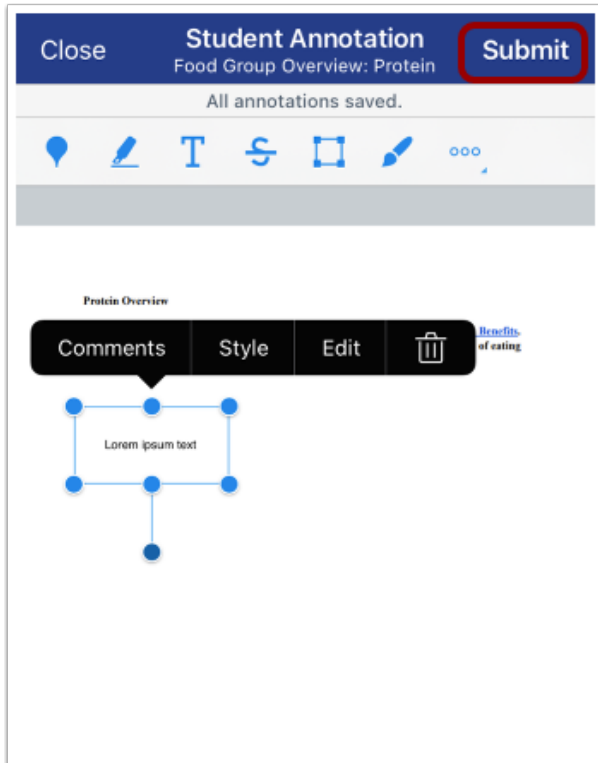 Close
Student Annotation
Submit
Food Group Overview: Protein
All annotations saved.
T S
Protein Overview
Benefits.
Comments Style Edit
of eating
Lorem ipsum text